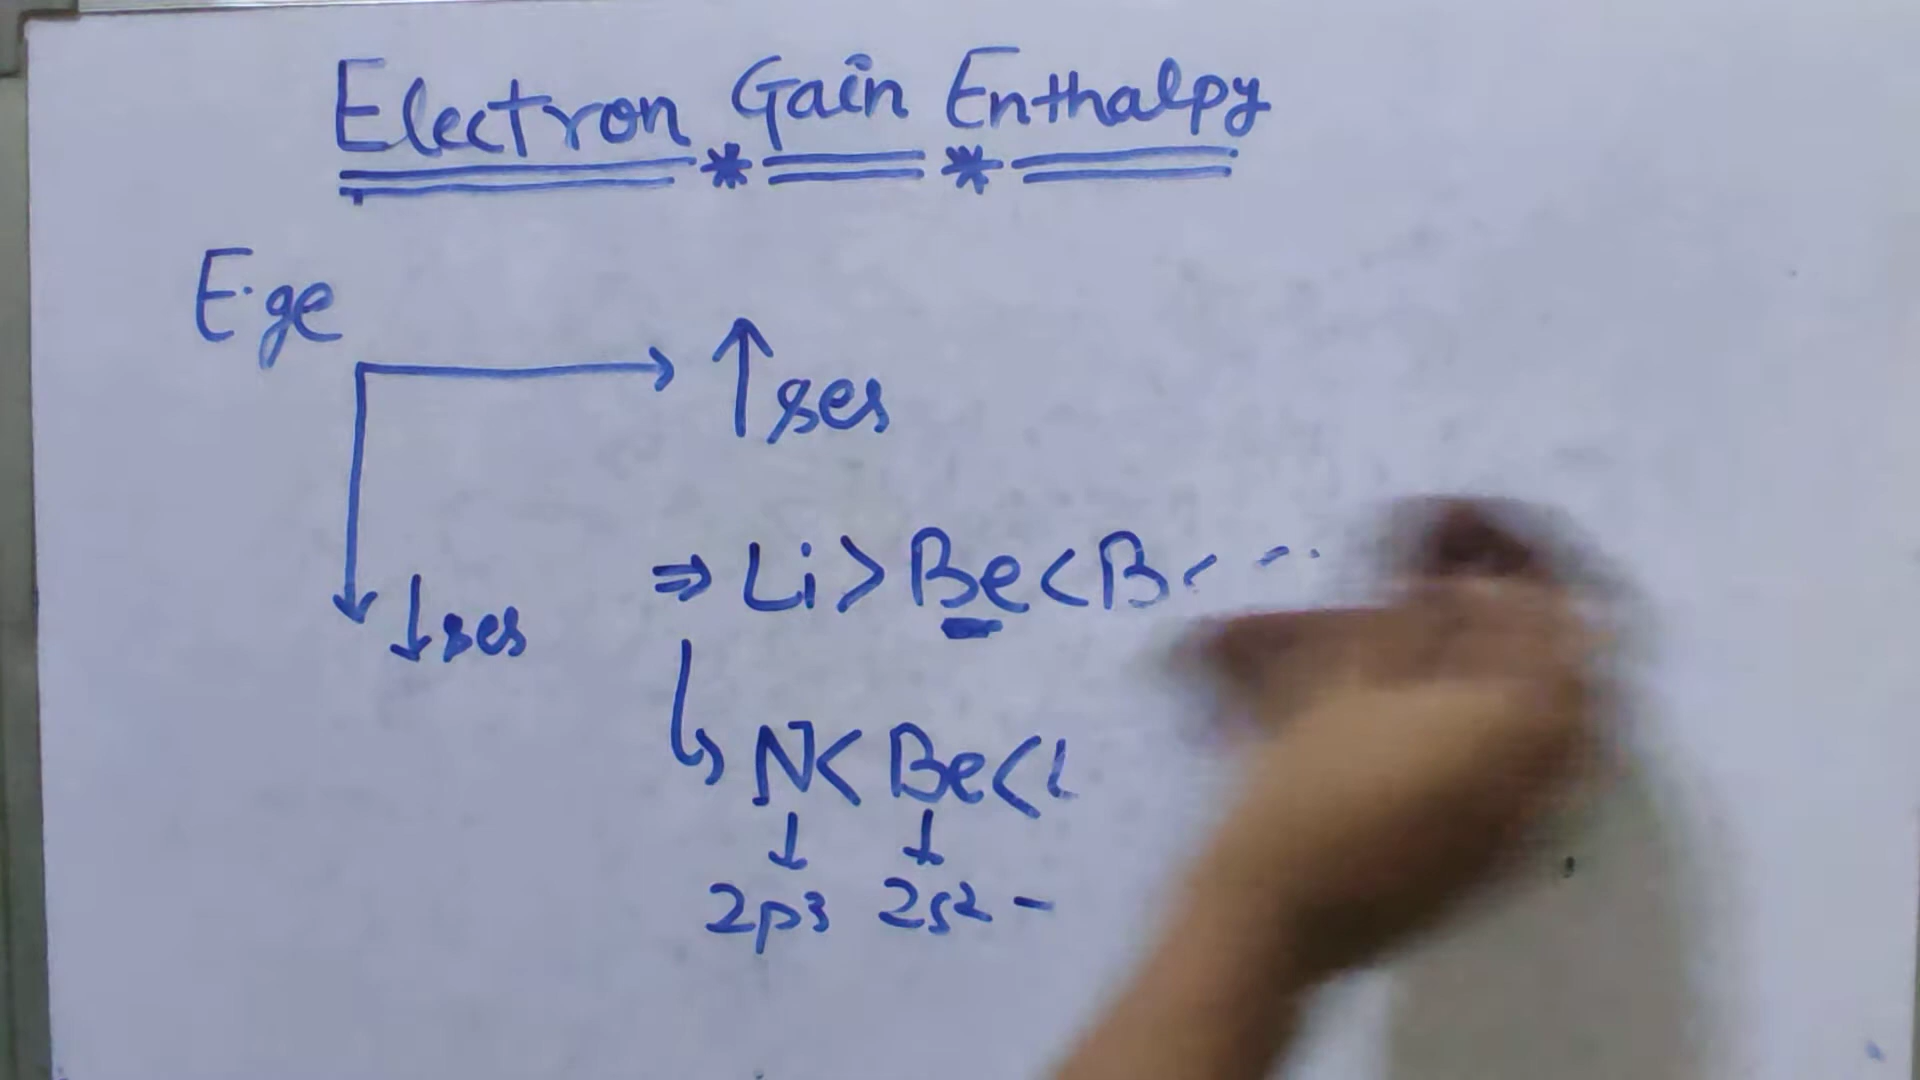 Electron Gain Enthalpy
E·ge
↑ses
⇒ Li > Be < B < - - ·
↓ses
↳ N < Be <
↓ ↓
2p3 2s2 -